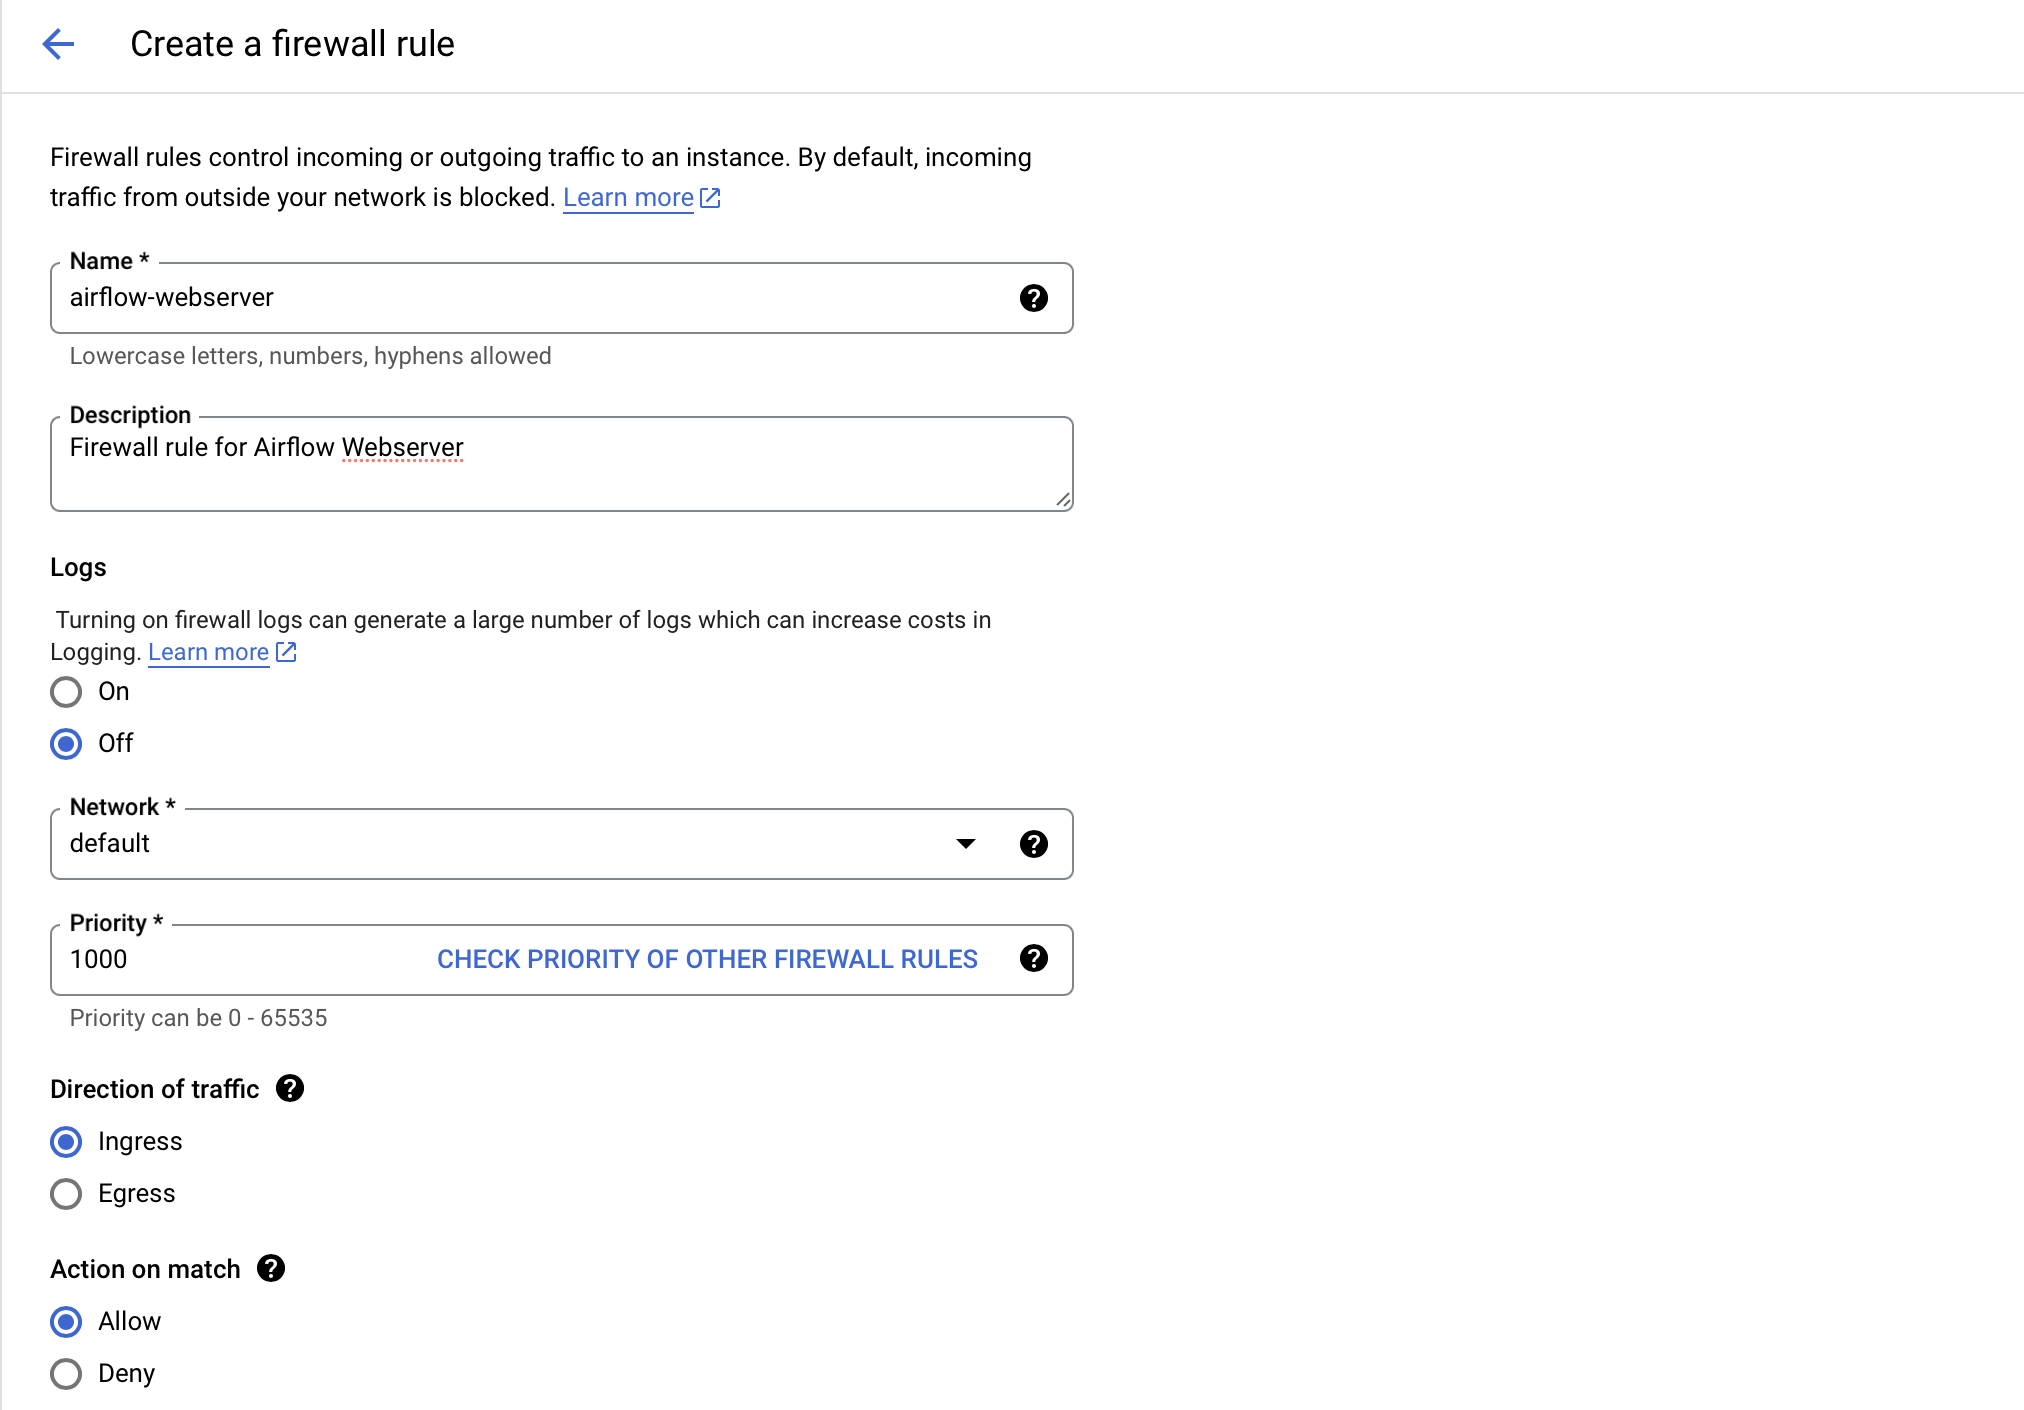 Create a firewall rule
Firewall rules control incoming or outgoing traffic to an instance. By default, incoming
traffic from outside your network is blocked. Learn more
Name *
airflow-webserver
Lowercase letters, numbers, hyphens allowed
Description
Firewall rule for Airflow Webserver
Logs
Turning on firewall logs can generate a large number of logs which can increase costs in
Logging. Learn more
On
Off
Network *
default
Priority *
1000 CHECK PRIORITY OF OTHER FIREWALL RULES
Priority can be 0 - 65535
Direction of traffic
Ingress
Egress
Action on match
Allow
Deny